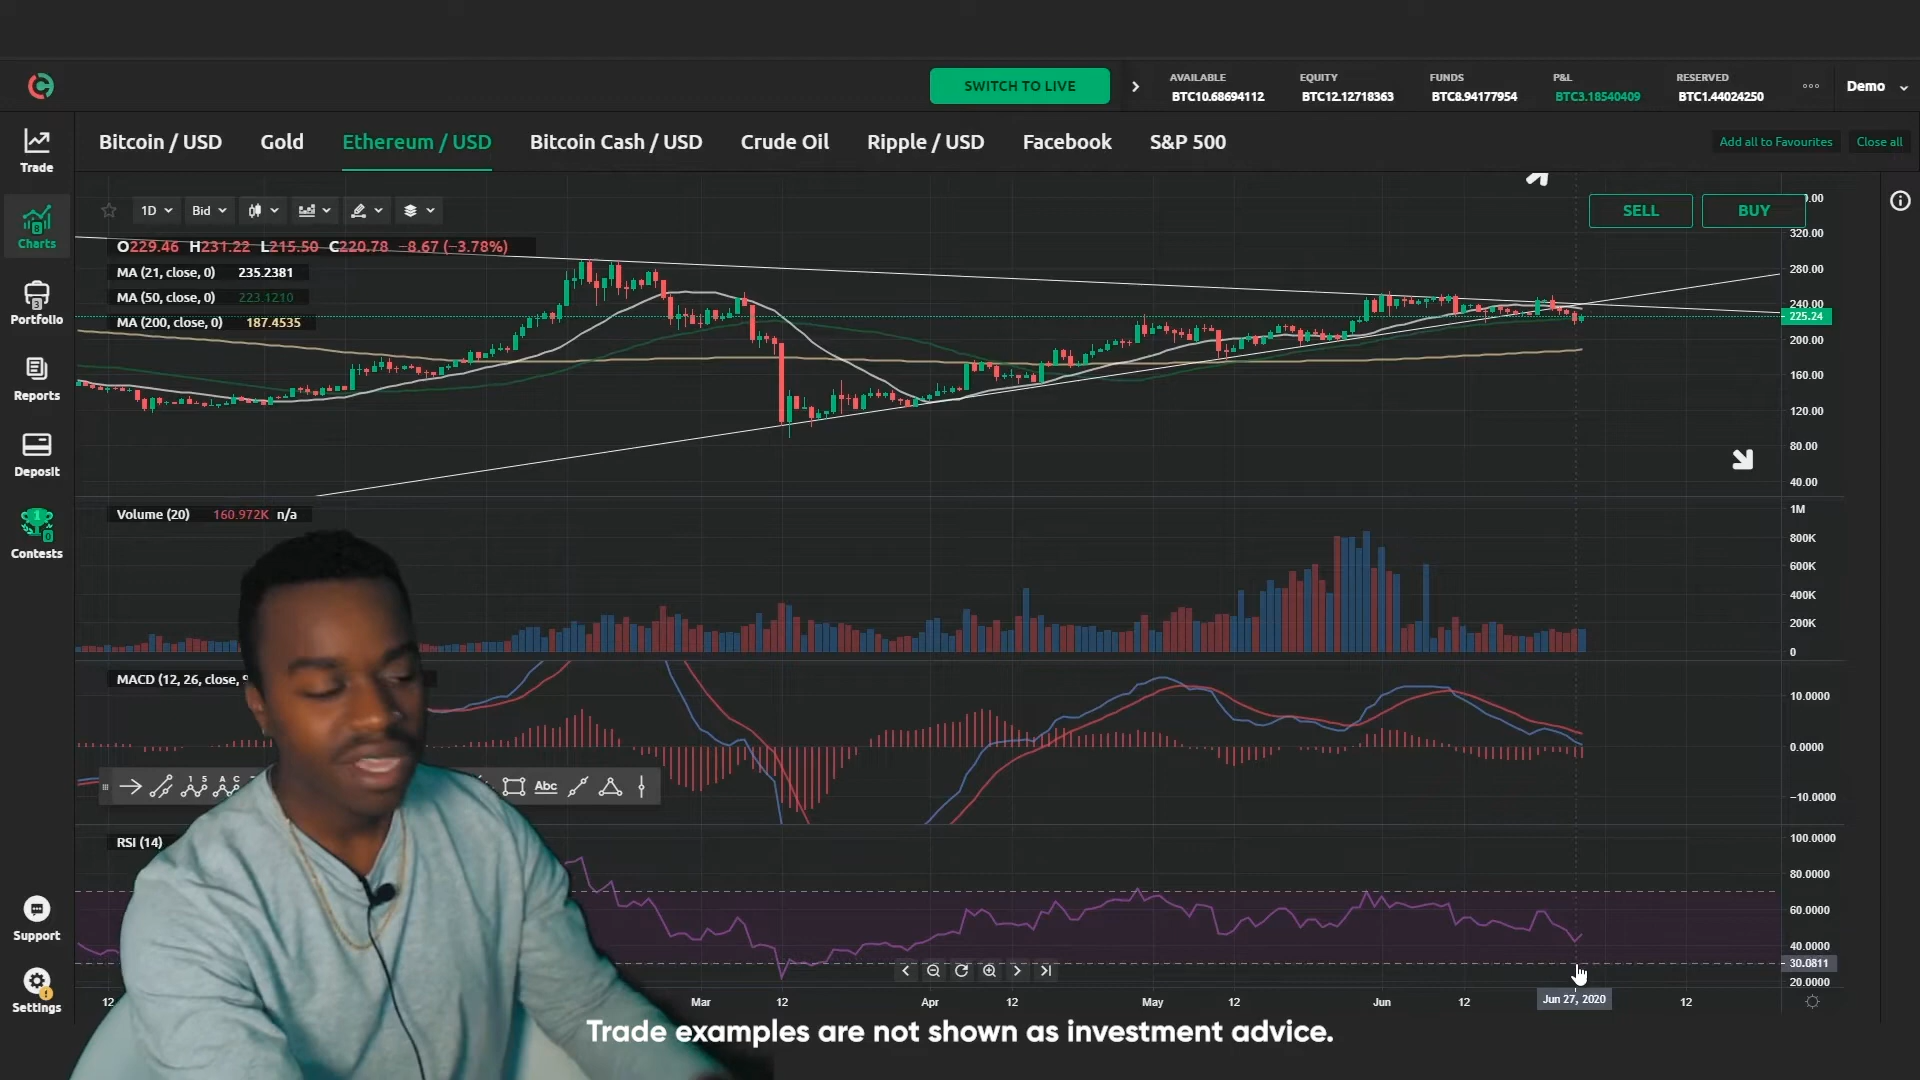 SWITCH TO LIVE
AVAILABLE
BTC10.68694112
EQUITY
BTC12.12718363
FUNDS
BTC8.94177954
P&L
BTC3.18540409
RESERVED
BTC1.44024250
Demo
Trade
Charts
8
Portfolio
3
Reports
Deposit
Contests
1
0
Support
Settings
Bitcoin / USD
Gold
Ethereum / USD
Bitcoin Cash / USD
Crude Oil
Ripple / USD
Facebook
S&P 500
Add all to Favourites
Close all
1D
Bid
SELL
BUY
O229.46 H231.22 L215.50 C220.78 −8.67 (−3.78%)
MA (21, close, 0) 235.2381
MA (50, close, 0) 223.1210
MA (200, close, 0) 187.4535
320.00
280.00
240.00
225.24
200.00
160.00
120.00
80.00
40.00
Volume (20) 160.972K n/a
1M
800K
600K
400K
200K
0
MACD (12, 26, close,
10.0000
0.0000
−10.0000
1 5
A C
Abc
RSI (14)
100.0000
80.0000
60.0000
40.0000
30.0811
20.0000
12
Mar
12
Apr
12
May
12
Jun
12
Jun 27, 2020
12
Trade examples are not shown as investment advice.